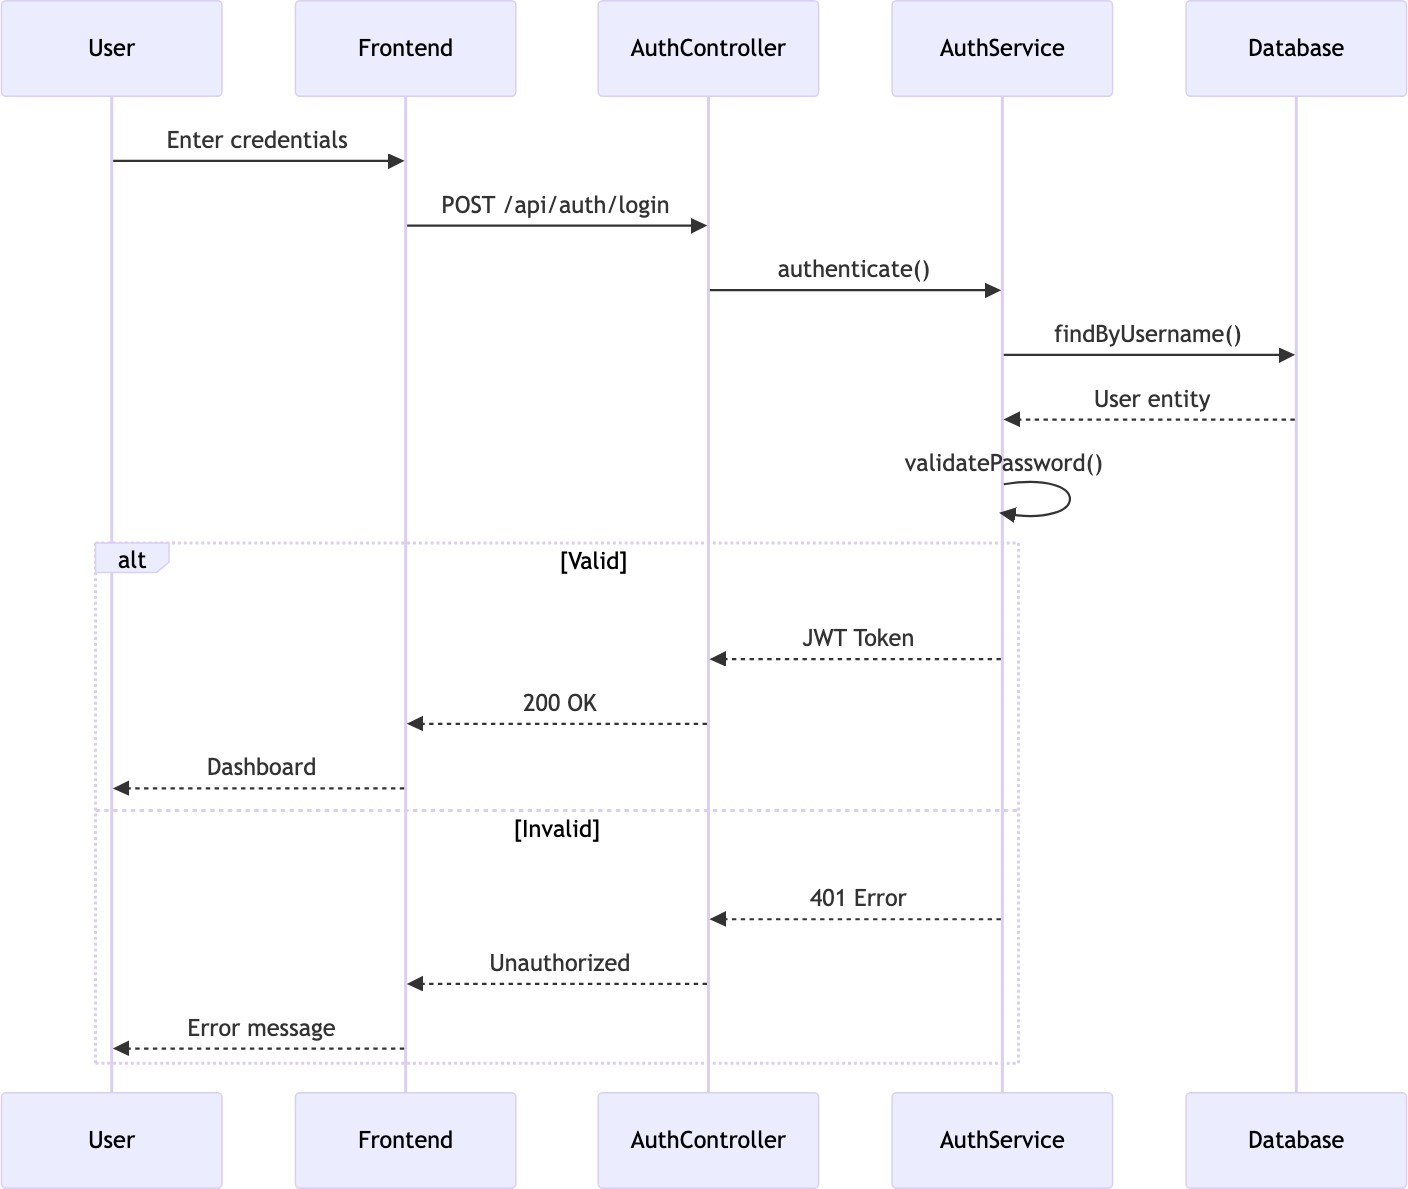 User
Frontend
AuthController
AuthService
Database
Enter credentials
POST /api/auth/login
authenticate()
findByUsername()
User entity
validatePassword()
alt
[Valid]
JWT Token
200 OK
Dashboard
[Invalid]
401 Error
Unauthorized
Error message
User
Frontend
AuthController
AuthService
Database